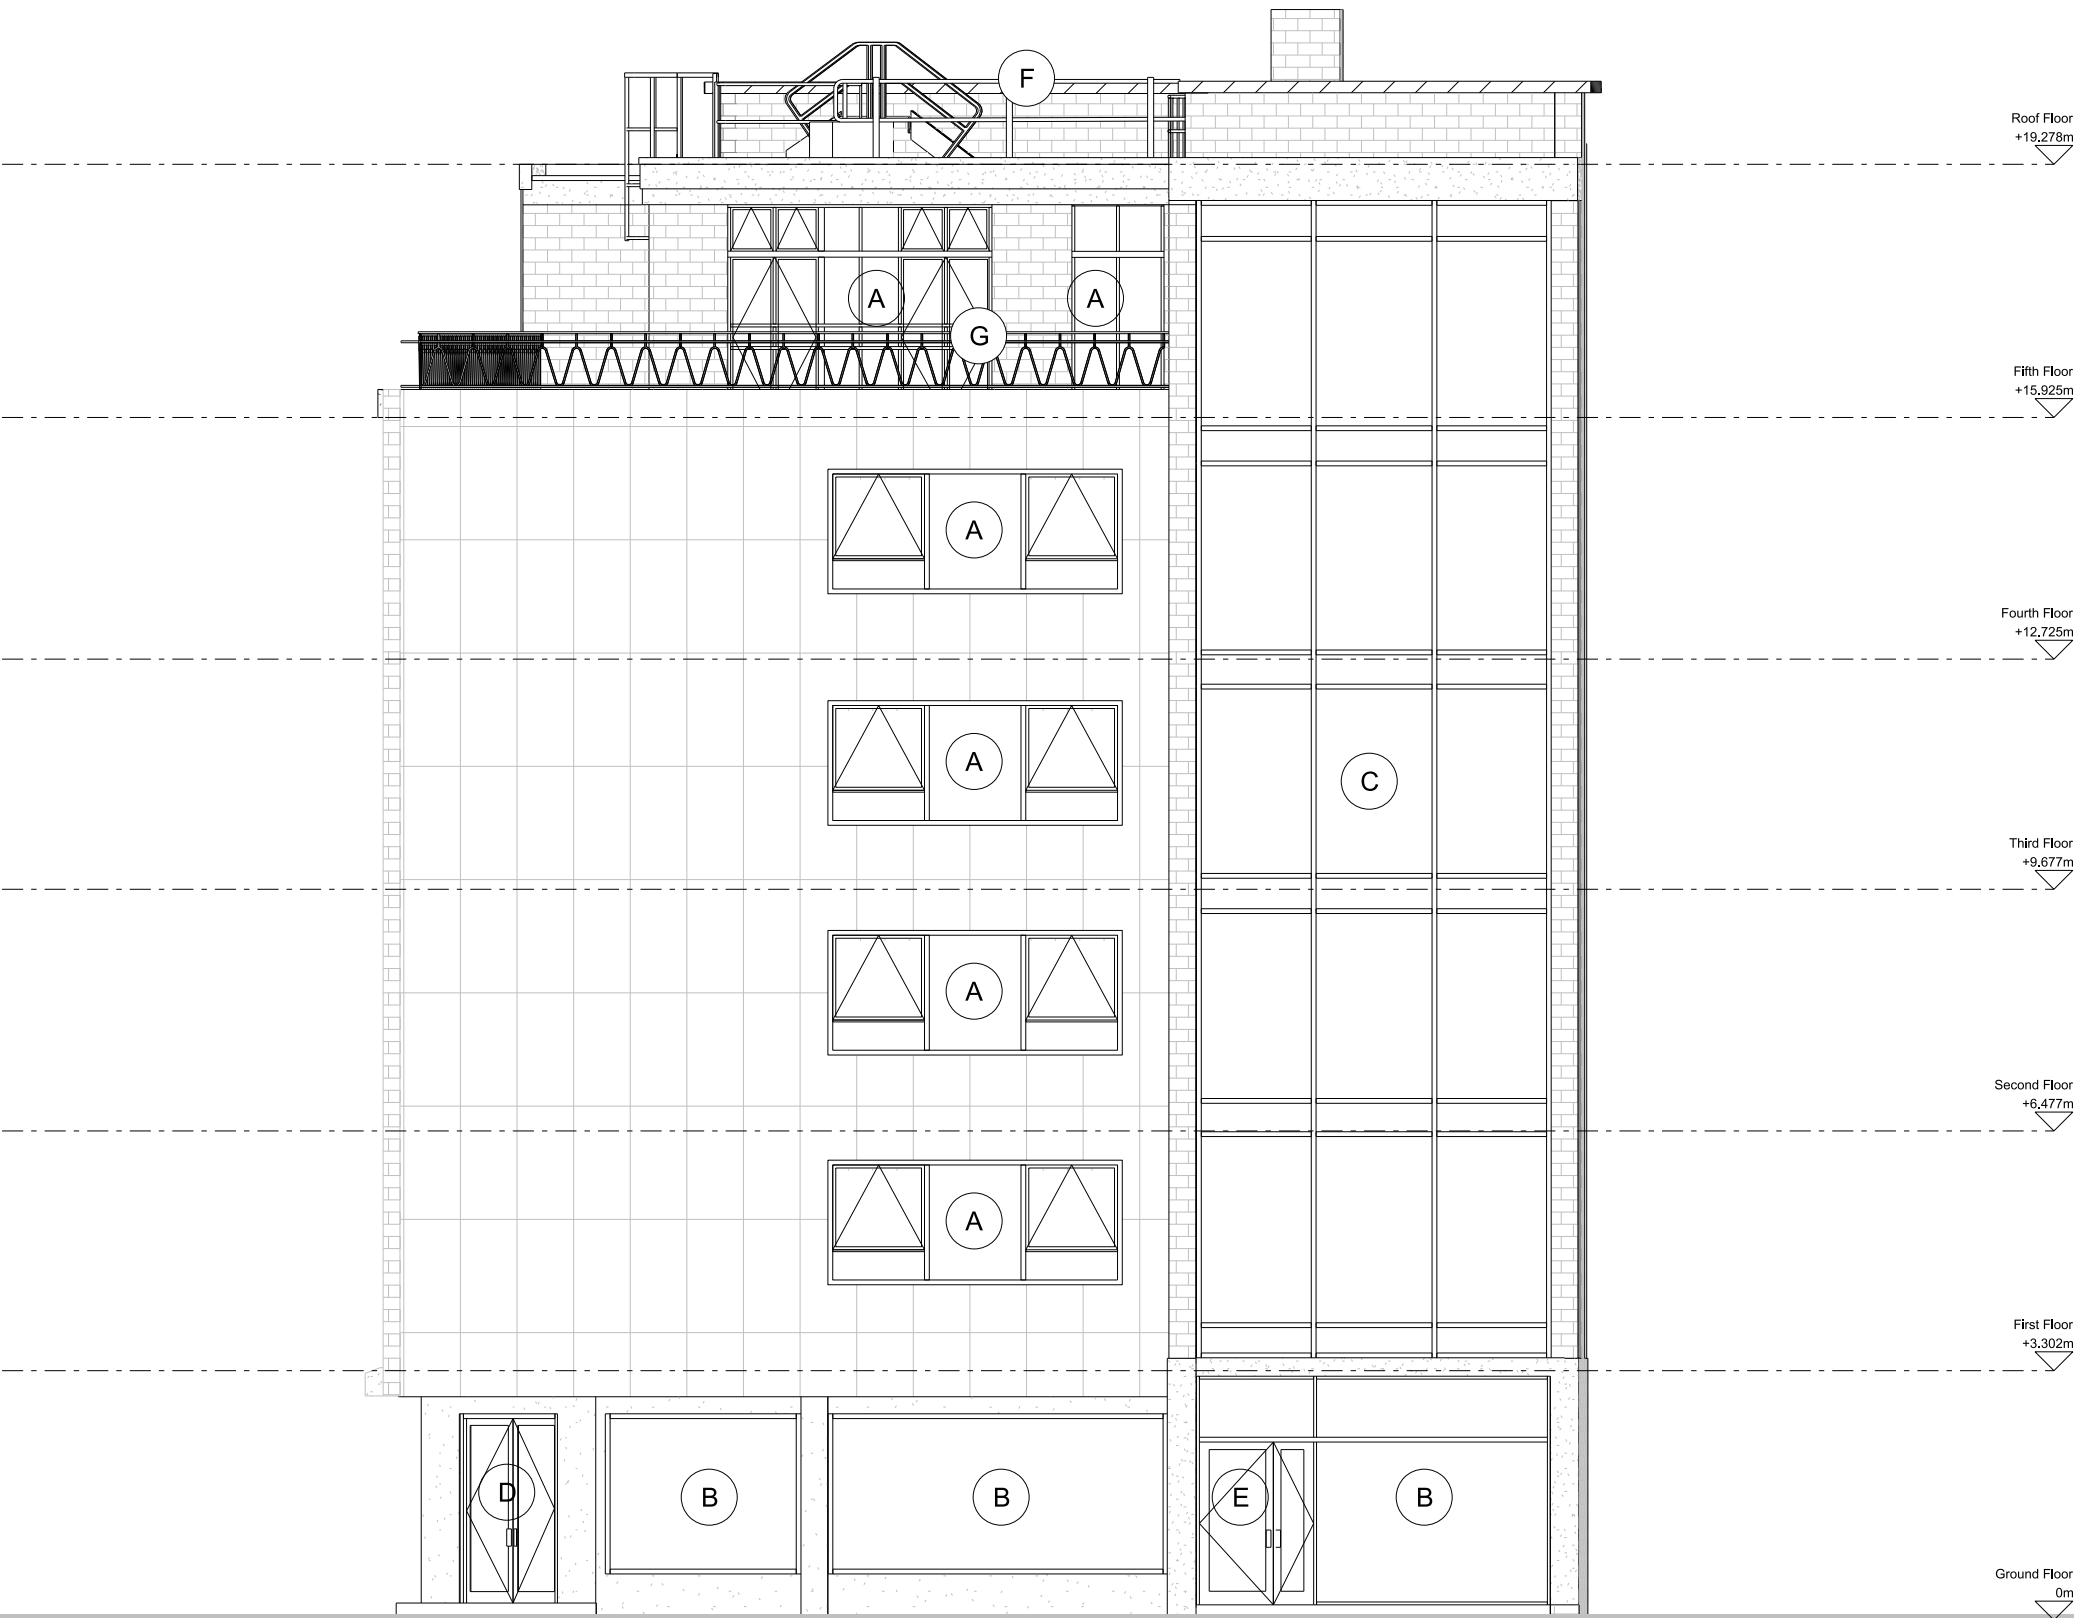 F
Roof Floor
+19.278m
A
A
G
Fifth Floor
+15.925m
A
Fourth Floor
+12.725m
A
C
Third Floor
+9.677m
A
Second Floor
+6.477m
A
First Floor
+3.302m
D
B
B
E
B
Ground Floor
0m